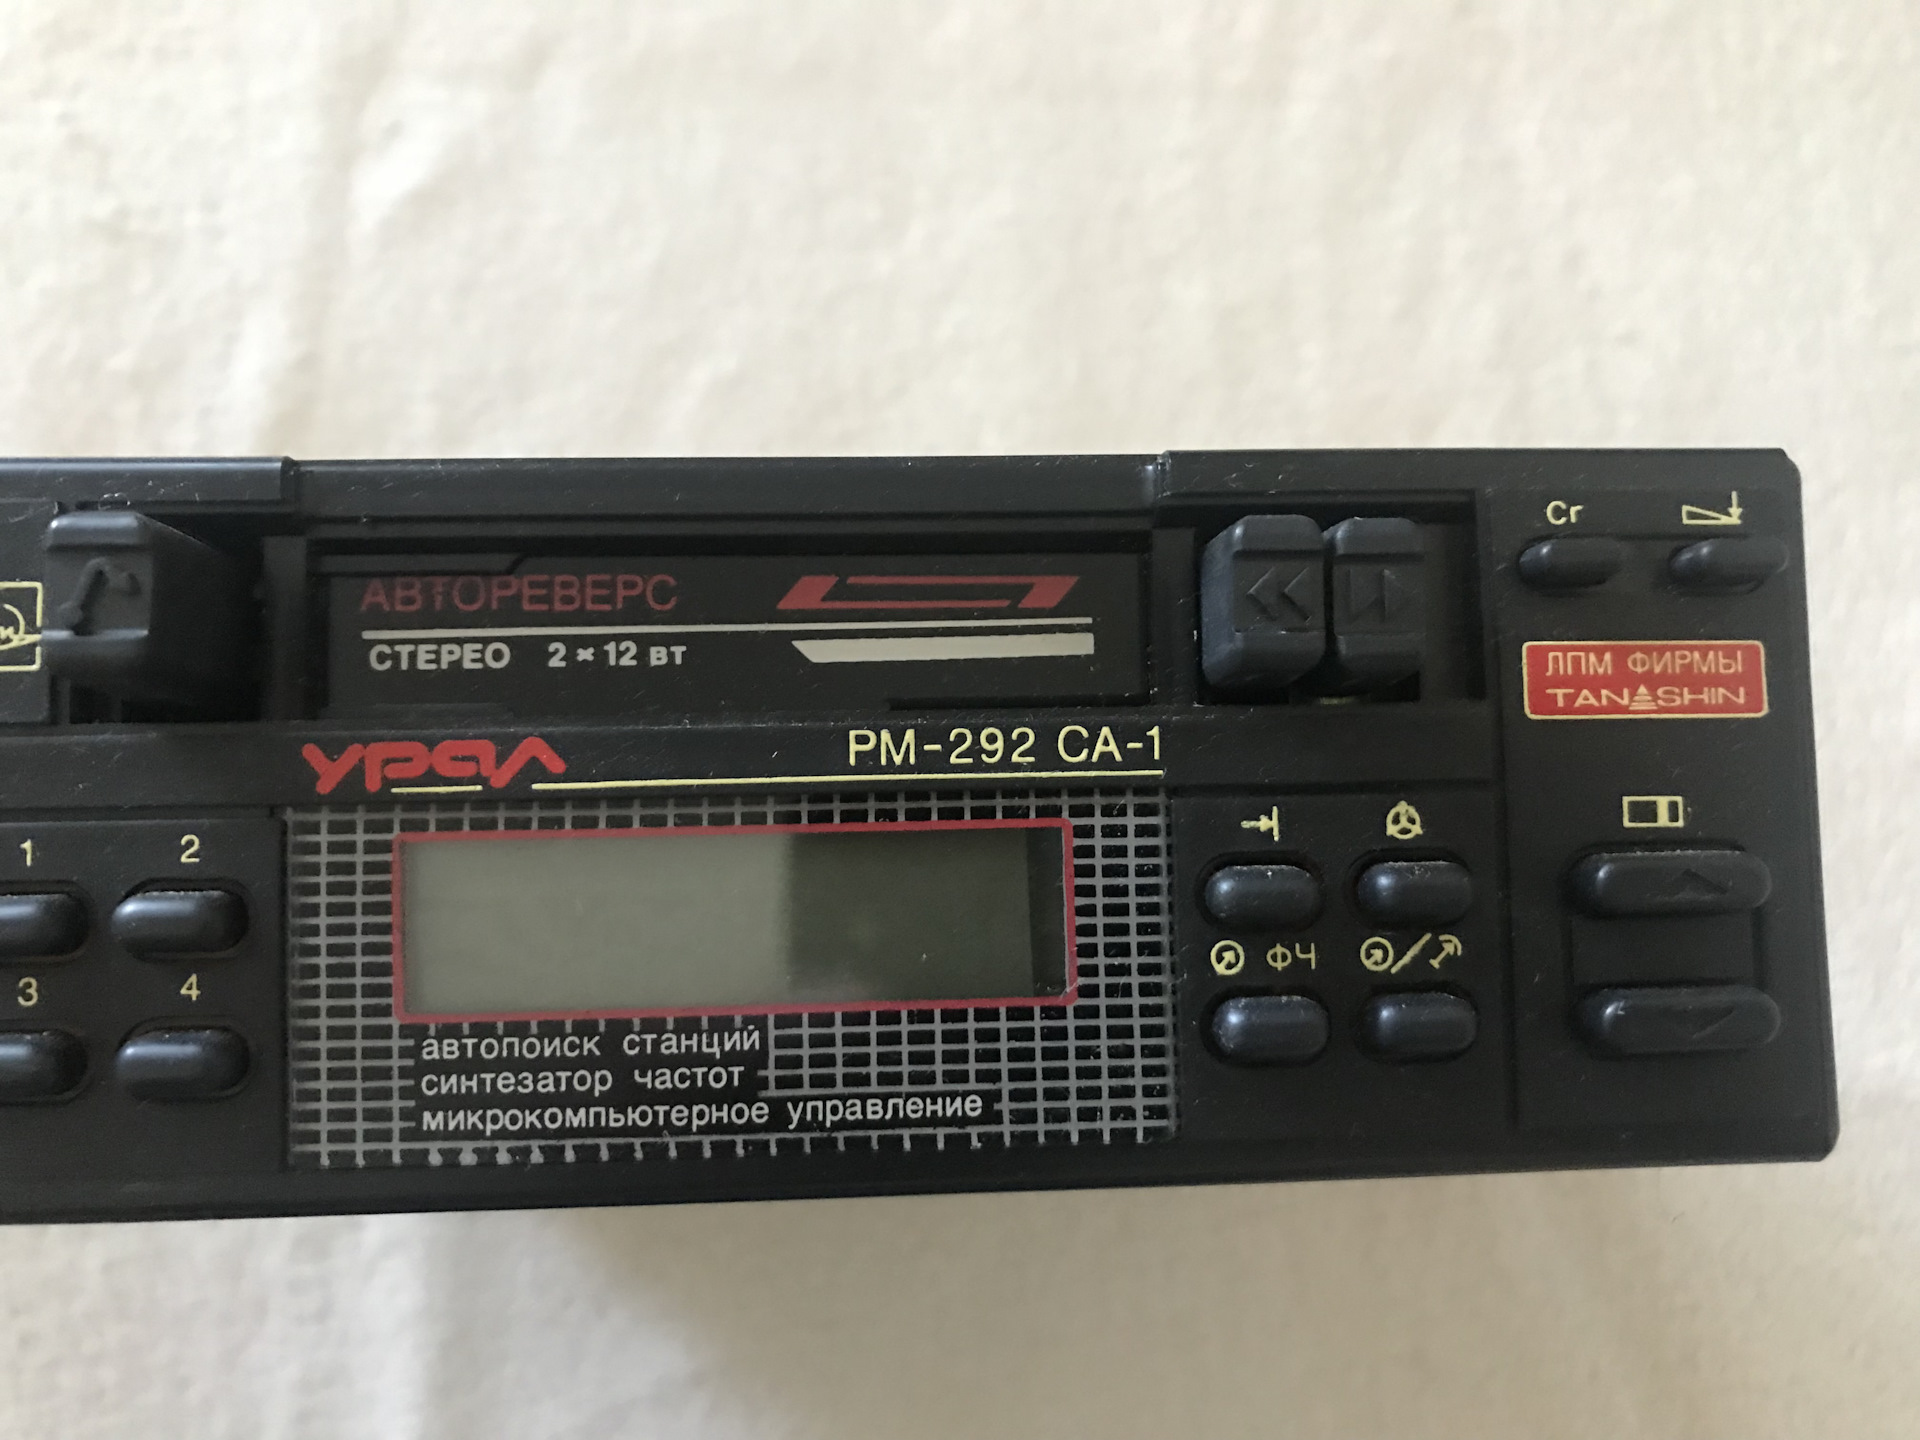 Cr
АВТОРЕВЕРС
СТЕРЕО 2 × 12 ВТ
ЛПМ ФИРМЫ
TANASHIN
урал РМ-292 СА-1
1 2
3 4
ФЧ
автопоиск станций
синтезатор частот
микрокомпьютерное управление